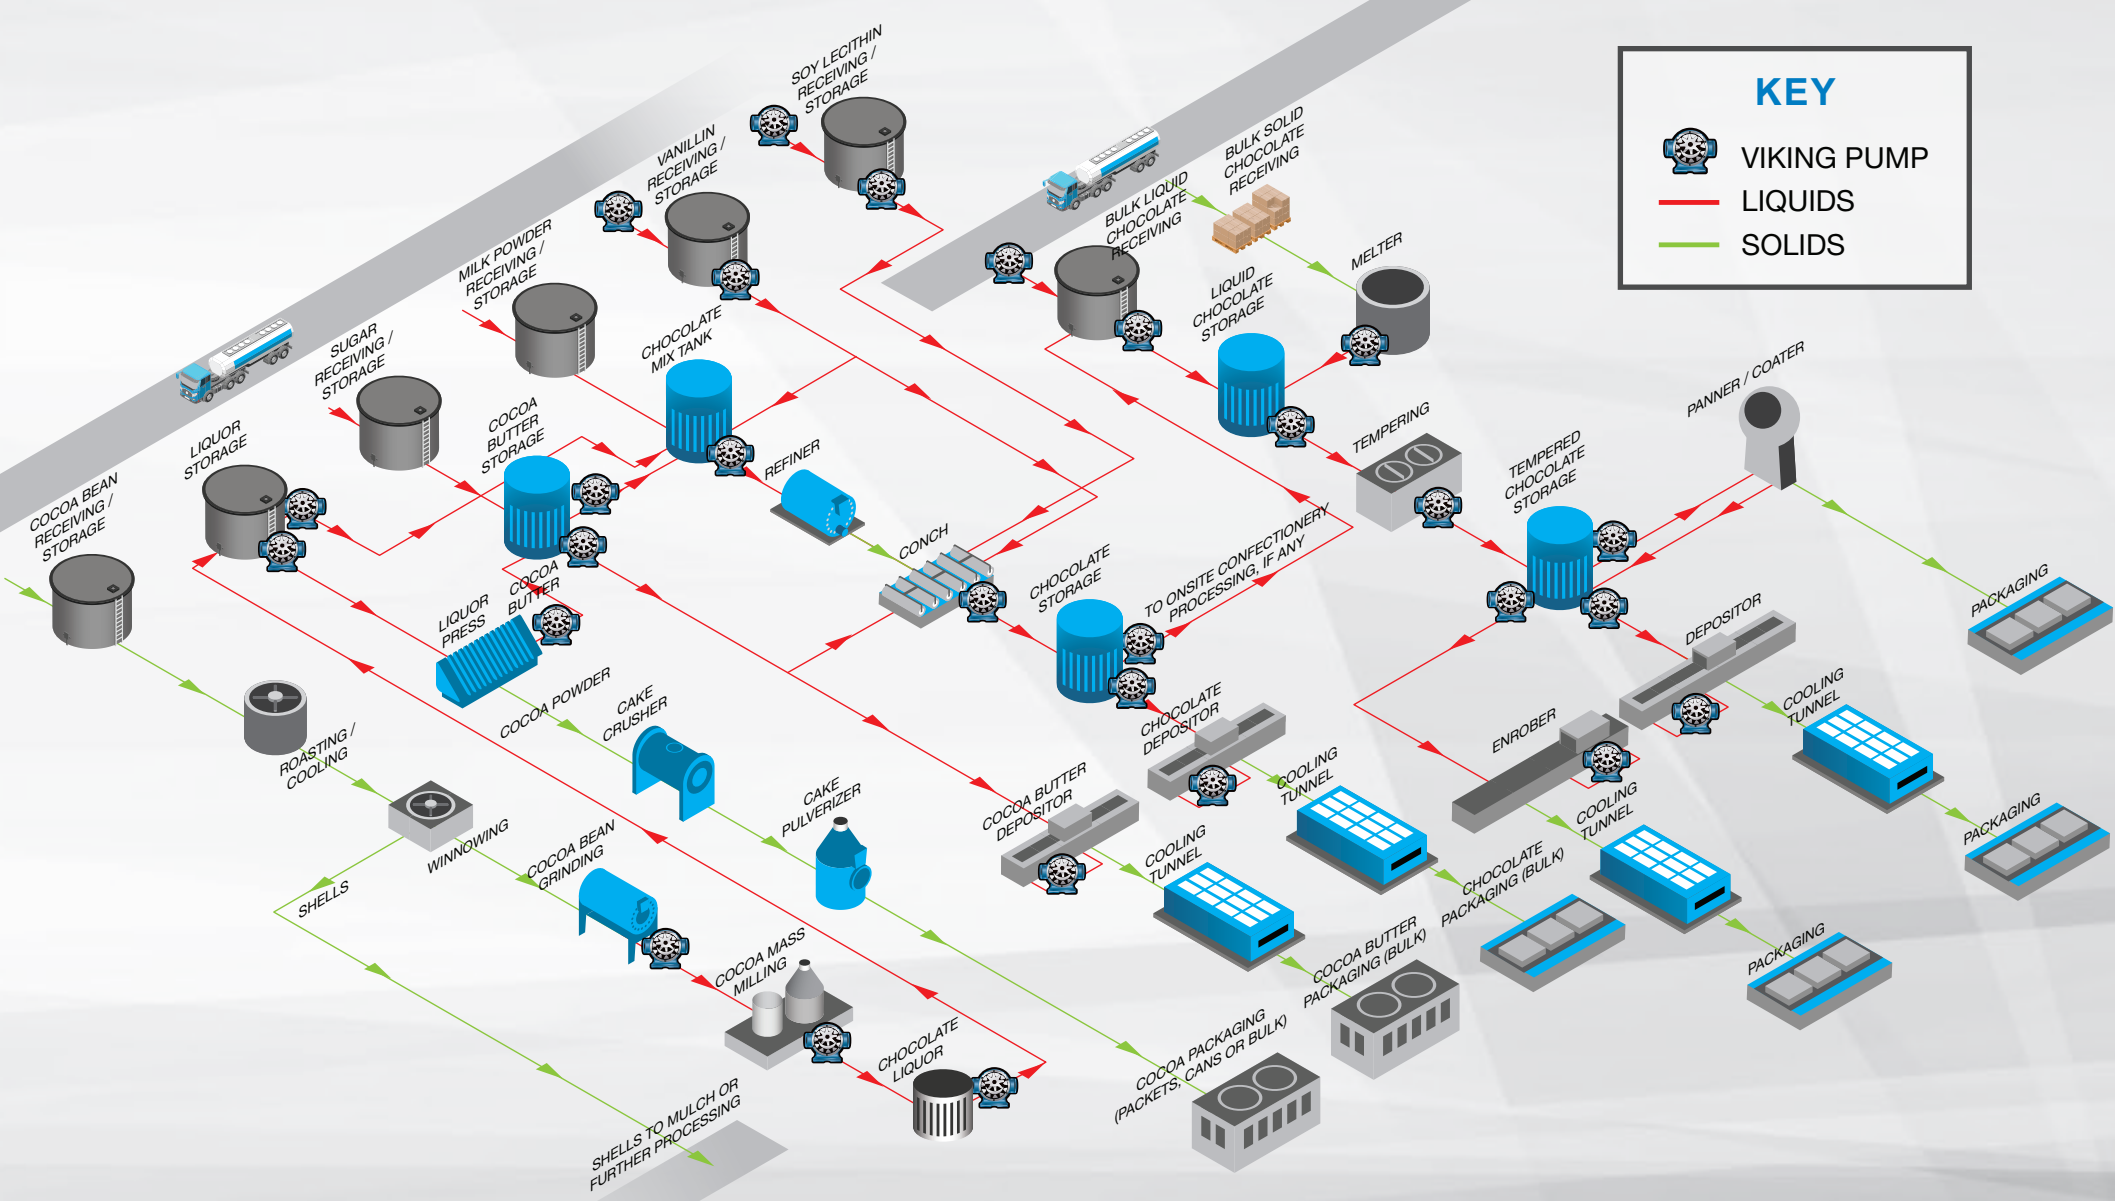 SOY LECITHIN
RECEIVING /
STORAGE
VANILLIN
RECEIVING /
STORAGE
MILK POWDER
RECEIVING /
STORAGE
SUGAR
RECEIVING /
STORAGE
LIQUOR
STORAGE
COCOA BEAN
RECEIVING /
STORAGE
COCOA
BUTTER
STORAGE
CHOCOLATE
MIX TANK
REFINER
CONCH
CHOCOLATE
STORAGE
TO ONSITE CONFECTIONERY
PROCESSING, IF ANY
BULK LIQUID
CHOCOLATE
RECEIVING
BULK SOLID
CHOCOLATE
RECEIVING
MELTER
LIQUID
CHOCOLATE
STORAGE
TEMPERING
TEMPERED
CHOCOLATE
STORAGE
PANNER / COATER
PACKAGING
KEY
VIKING PUMP
LIQUIDS
SOLIDS
LIQUOR
PRESS
COCOA
BUTTER
COCOA POWDER
CAKE
CRUSHER
CAKE
PULVERIZER
ROASTING /
COOLING
WINNOWING
SHELLS
COCOA BEAN
GRINDING
COCOA MASS
MILLING
CHOCOLATE
LIQUOR
SHELLS TO MULCH OR
FURTHER PROCESSING
COCOA BUTTER
DEPOSITOR
COOLING
TUNNEL
COCOA BUTTER
PACKAGING (BULK)
COCOA PACKAGING
(PACKETS, CANS OR BULK)
CHOCOLATE
DEPOSITOR
COOLING
TUNNEL
CHOCOLATE
PACKAGING (BULK)
ENROBER
COOLING
TUNNEL
PACKAGING
DEPOSITOR
COOLING
TUNNEL
PACKAGING